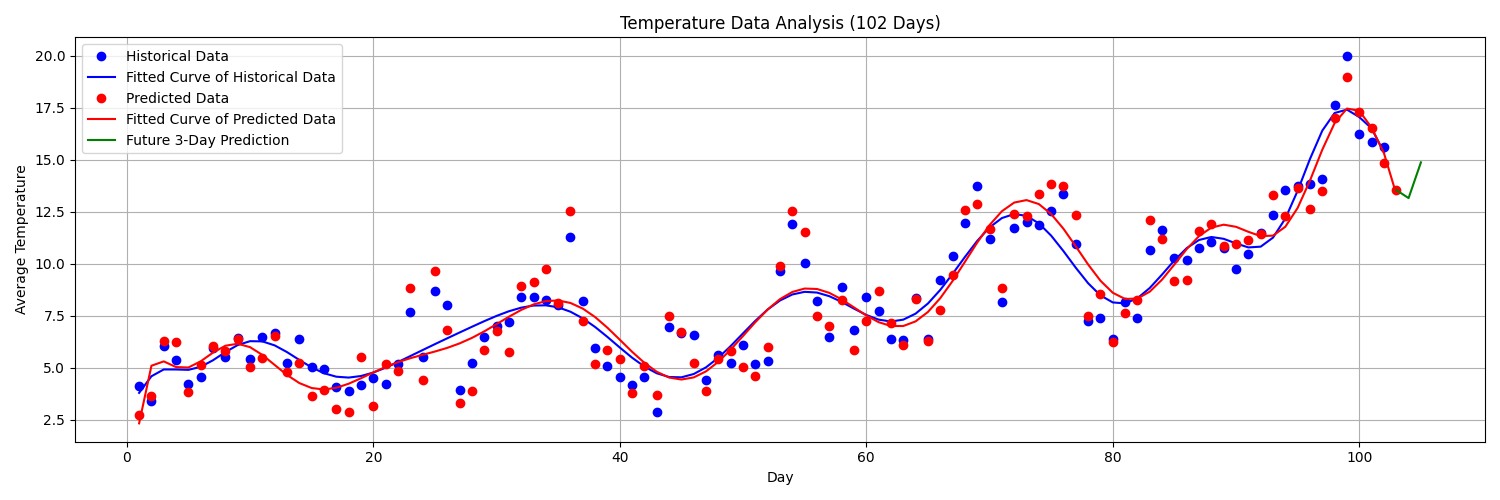 Temperature Data Analysis (102 Days)
Historical Data
Fitted Curve of Historical Data
Predicted Data
Fitted Curve of Predicted Data
Future 3-Day Prediction
Average Temperature
20.0
17.5
15.0
12.5
10.0
7.5
5.0
2.5
0 20 40 60 80 100
Day